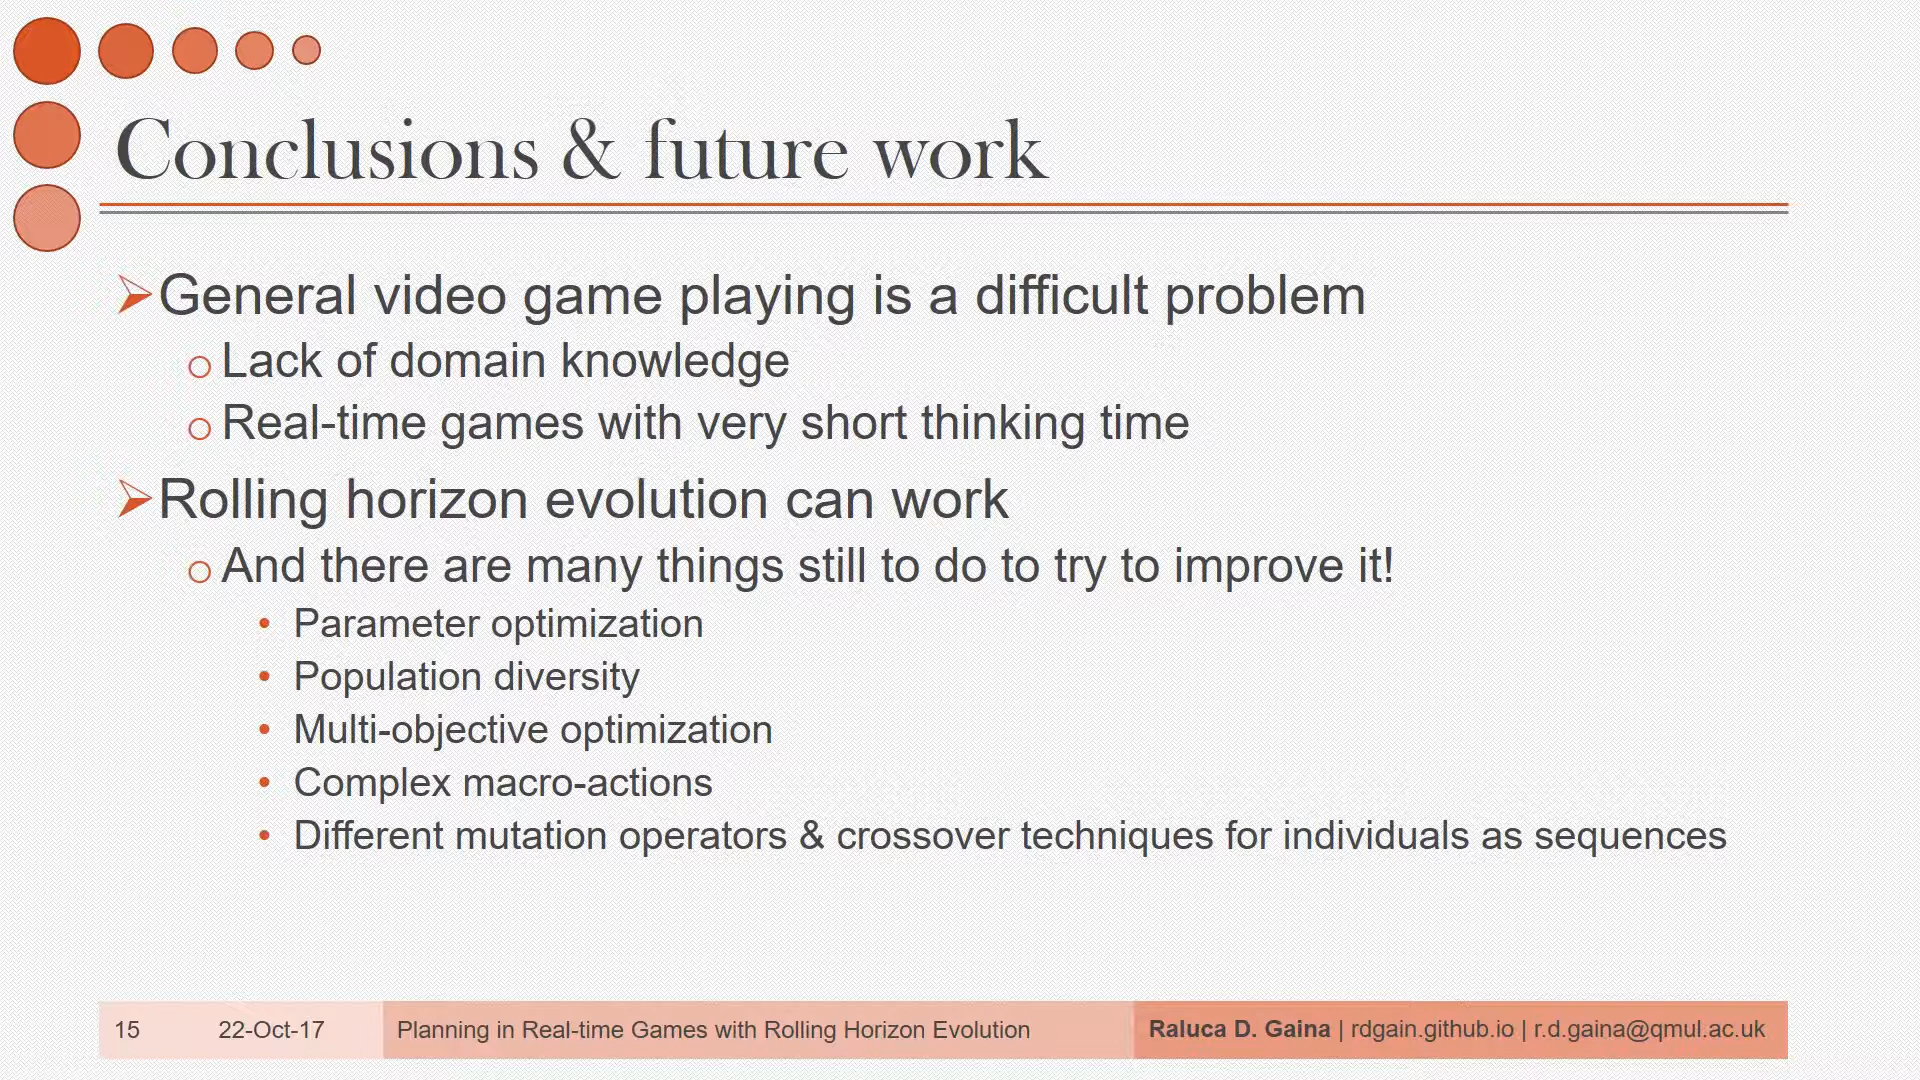 Conclusions & future work
General video game playing is a difficult problem
Lack of domain knowledge
Real-time games with very short thinking time
Rolling horizon evolution can work
And there are many things still to do to try to improve it!
Parameter optimization
Population diversity
Multi-objective optimization
Complex macro-actions
Different mutation operators & crossover techniques for individuals as sequences
15 22-Oct-17 Planning in Real-time Games with Rolling Horizon Evolution Raluca D. Gaina | rdgain.github.io | r.d.gaina@qmul.ac.uk